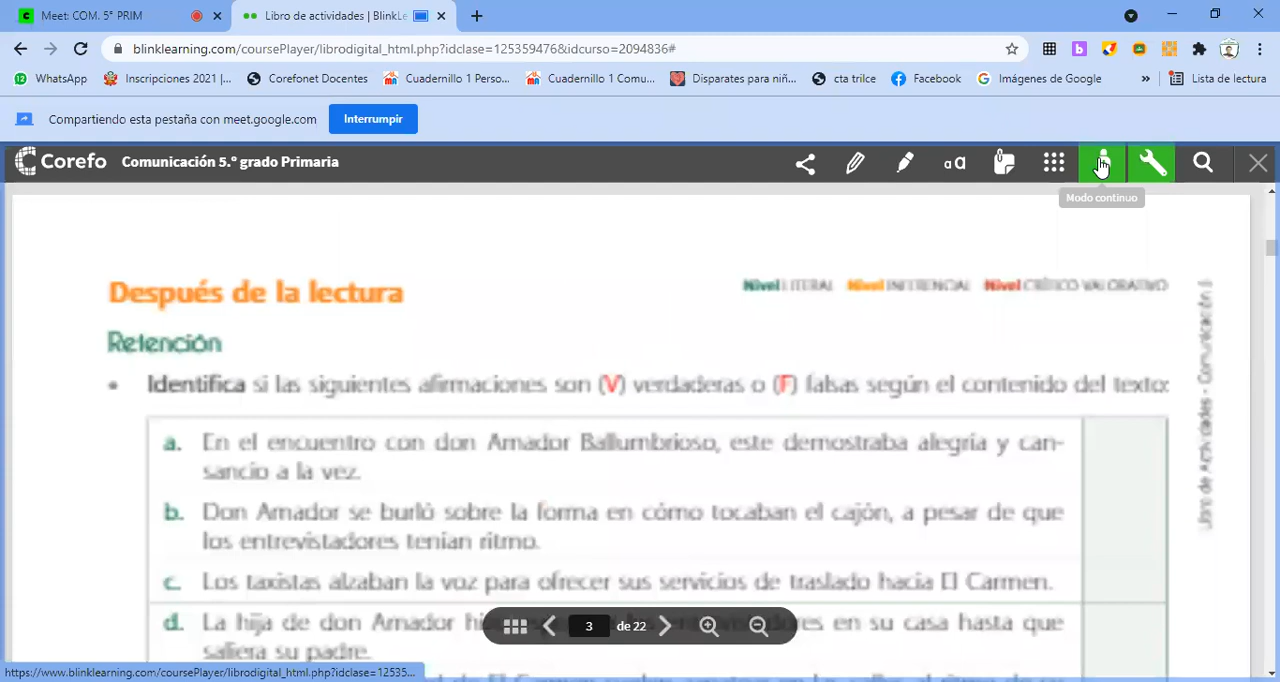 Meet: COM. 5° PRIM
Libro de actividades | BlinkLe
blinklearning.com/coursePlayer/librodigital_html.php?idclase=125359476&idcurso=2094836#
12 WhatsApp Inscripciones 2021 |... Corefonet Docentes Cuadernillo 1 Perso... Cuadernillo 1 Comu... Disparates para niñ... cta trilce Facebook Imágenes de Google » Lista de lectura
Compartiendo esta pestaña con meet.google.com Interrumpir
Corefo Comunicación 5.º grado Primaria
a A
Modo continuo
Después de la lectura
Nivel LITERAL Nivel INFERENCIAL Nivel CRÍTICO VALORATIVO
Retención
• Identifica si las siguientes afirmaciones son (V) verdaderas o (F) falsas según el contenido del texto:
a. En el encuentro con don Amador Ballumbrioso, este demostraba alegría y can-
sancio a la vez.
b. Don Amador se burló sobre la forma en cómo tocaban el cajón, a pesar de que
los entrevistadores tenían ritmo.
c. Los taxistas alzaban la voz para ofrecer sus servicios de traslado hacia El Carmen.
d. La hija de don Amador en su casa hasta que
saliera su padre.
Libro de Actividades - Comunicación 5
3 de 22
https://www.blinklearning.com/coursePlayer/librodigital_html.php?idclase=12535...